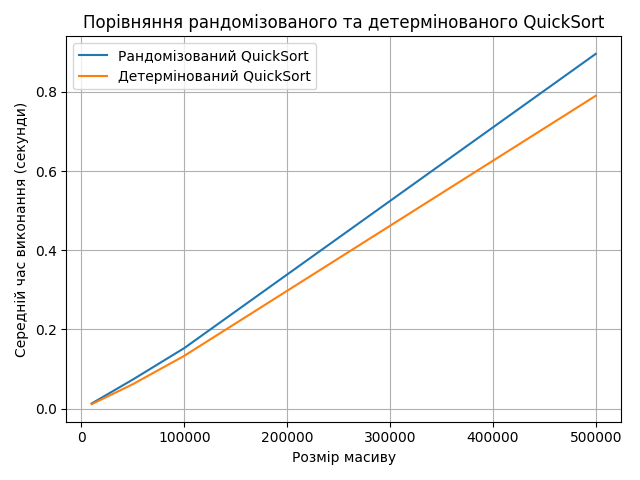 Порівняння рандомізованого та детермінованого QuickSort
Рандомізований QuickSort
Детермінований QuickSort
Середній час виконання (секунди)
0.8
0.6
0.4
0.2
0.0
0 100000 200000 300000 400000 500000
Розмір масиву